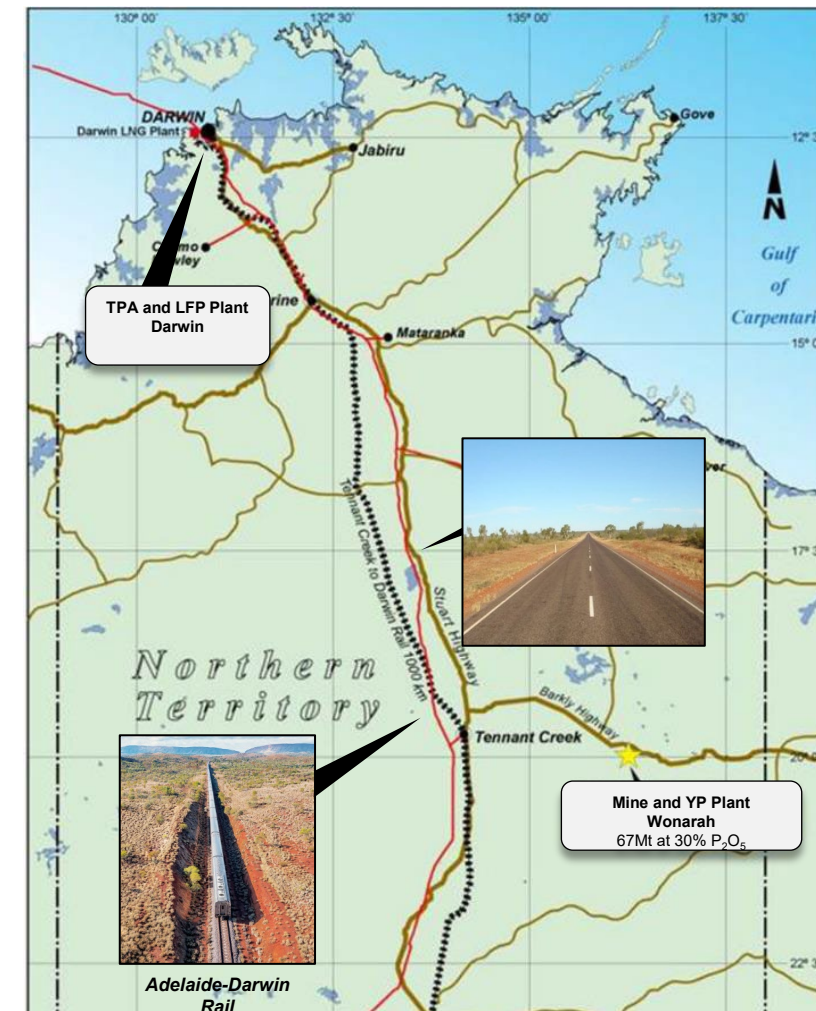 130° 00'
132° 30'
135° 00'
137° 30'
DARWIN
Darwin LNG Plant
Gove
12° 3
Jabiru
N
Gulf
of
Carpentari
TPA and LFP Plant
Darwin
rine
Mataranka
15° 0
ver
17° 3
Tennant Creek to Darwin Rail 1000 km
Stuart Highway
Northern
Territory
Barkly Highway
Tennant Creek
Mine and YP Plant
Wonarah
67Mt at 30% P₂O₅
22° 3
Adelaide-Darwin
Rail